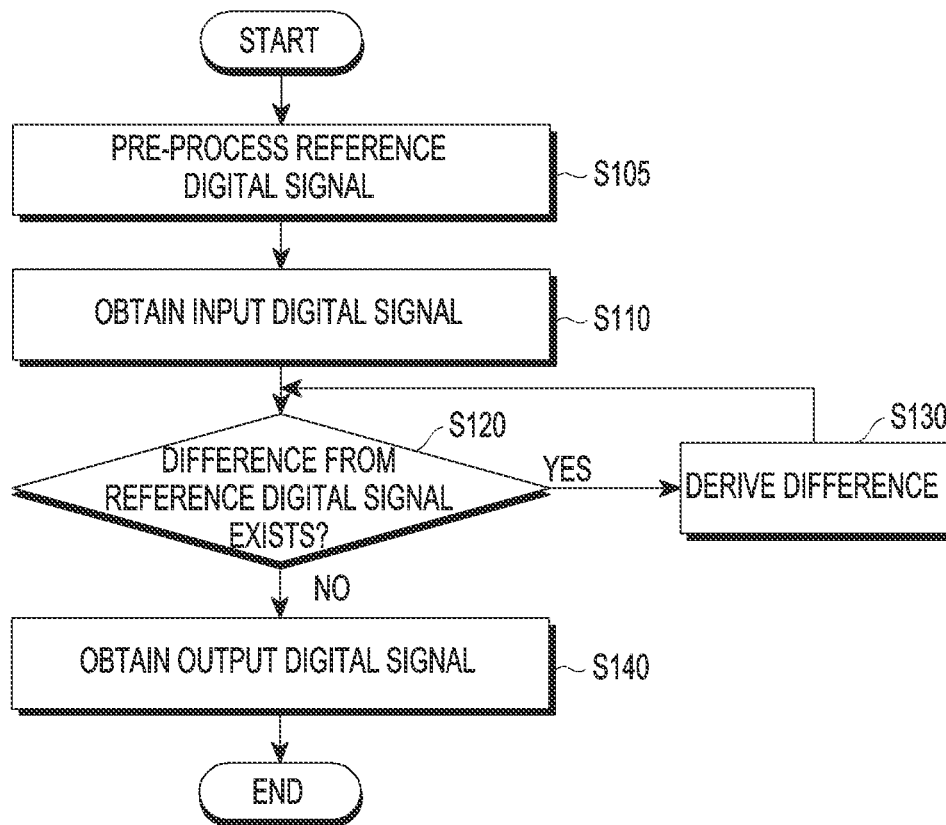 START
PRE-PROCESS REFERENCE
DIGITAL SIGNAL
S105
OBTAIN INPUT DIGITAL SIGNAL
S110
S120
DIFFERENCE FROM
REFERENCE DIGITAL SIGNAL
EXISTS?
YES
S130
DERIVE DIFFERENCE
NO
OBTAIN OUTPUT DIGITAL SIGNAL
S140
END